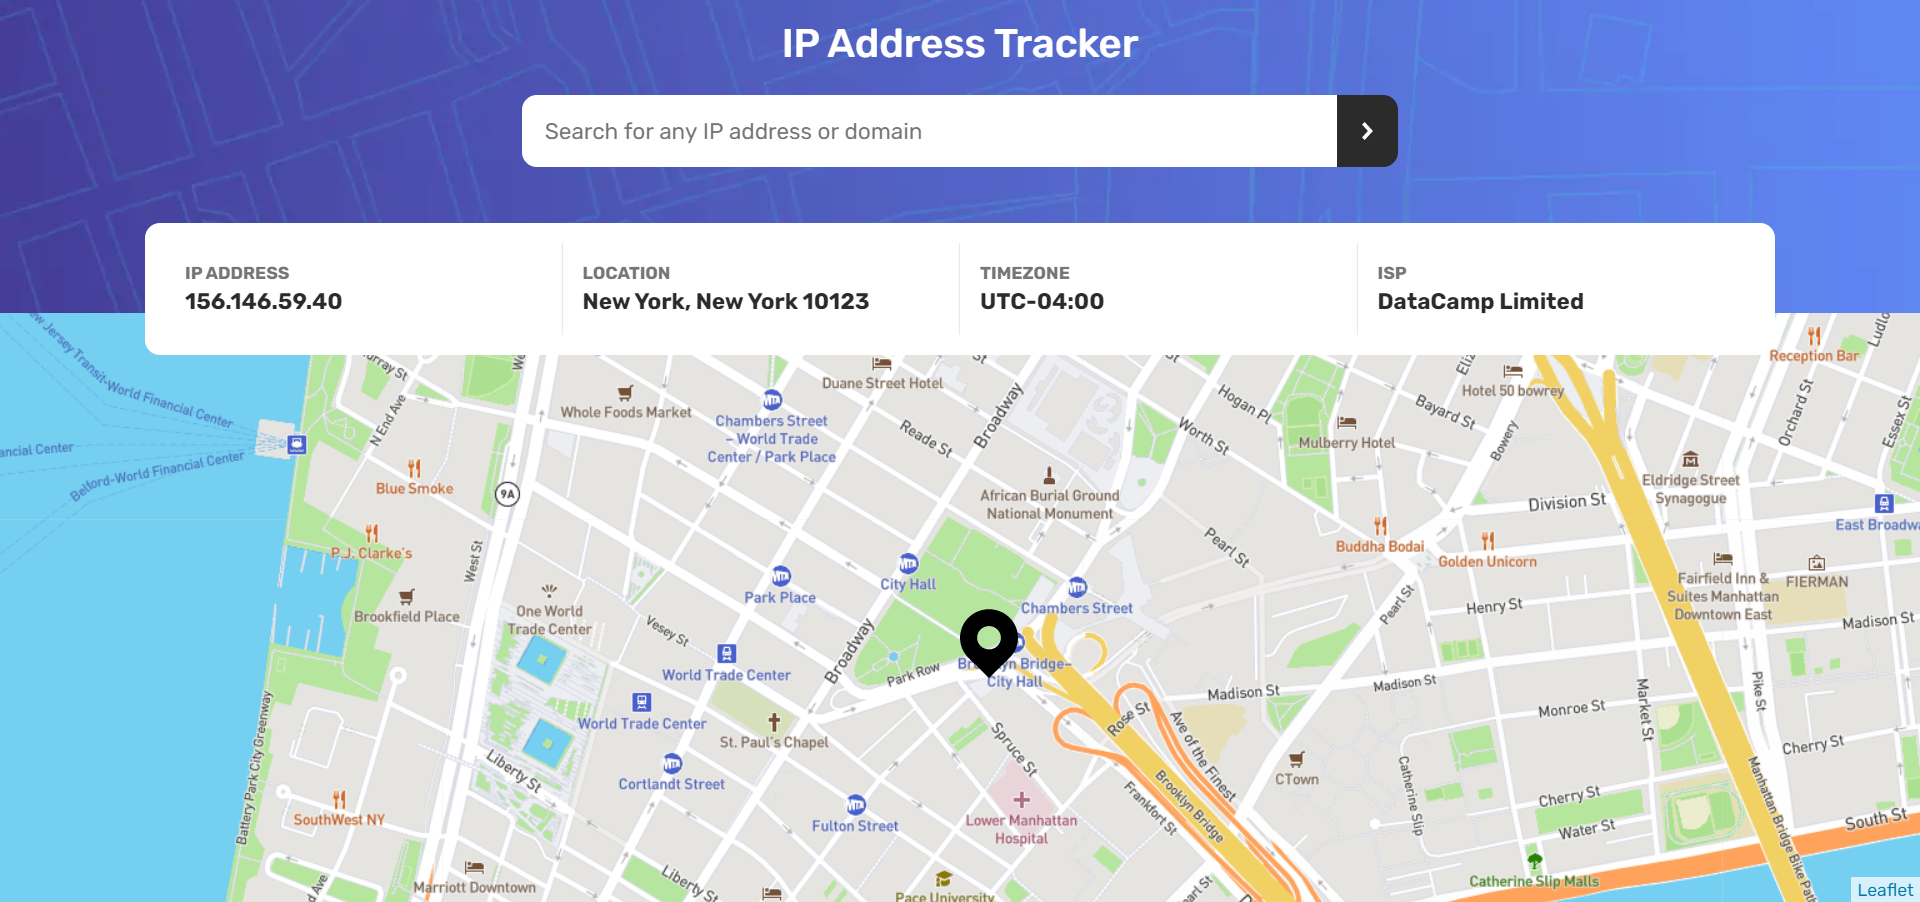 IP Address Tracker
Search for any IP address or domain
IP ADDRESS
156.146.59.40
LOCATION
New York, New York 10123
TIMEZONE
UTC-04:00
ISP
DataCamp Limited
Murray St
Duane Street Hotel
Hotel 50 bowrey
Reception Bar
New Jersey Transit-World Financial Center
N End Ave
Whole Foods Market
Chambers Street
– World Trade
Center / Park Place
Reade St
Broadway
Hogan Pl
Worth St
Mulberry Hotel
Bayard St
Bowery
Orchard St
Essex St
Belford-World Financial Center
Blue Smoke
9A
African Burial Ground
National Monument
Eldridge Street
Synagogue
Division St
P.J. Clarke's
West St
City Hall
Pearl St
Buddha Bodai
Golden Unicorn
Park Place
Chambers Street
Fairfield Inn &
Suites Manhattan
Downtown East
FIERMAN
Brookfield Place
One World
Trade Center
Vesey St
Pearl St
Henry St
Madison St
World Trade Center
Broadway
Park Row
City Hall
Madison St
Madison St
World Trade Center
St. Paul's Chapel
Rose St
Monroe St
Market St
Pike St
Cherry St
Battery Park City Greenway
Liberty St
Cortlandt Street
Spruce St
Ave of the Finest
CTown
SouthWest NY
Fulton Street
Lower Manhattan
Hospital
Frankfort St
Brooklyn Bridge
Catherine Slip
Cherry St
Water St
South St
Manhattan Bridge Bike Path
Marriott Downtown
Liberty St
Pace University
Catherine Slip Malls
Leaflet